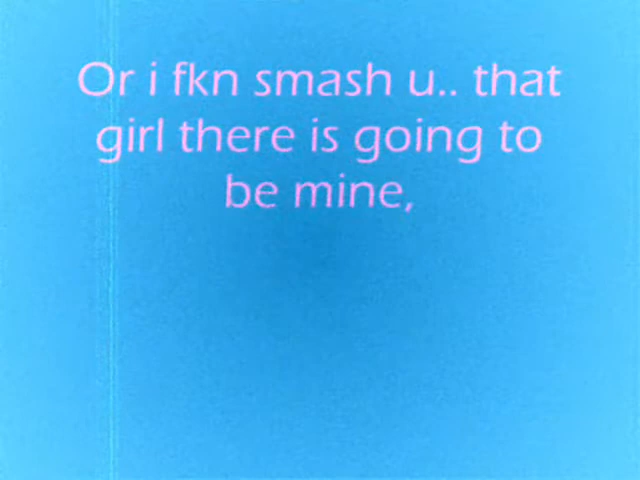 Or i fkn smash u.. that
girl there is going to
be mine,